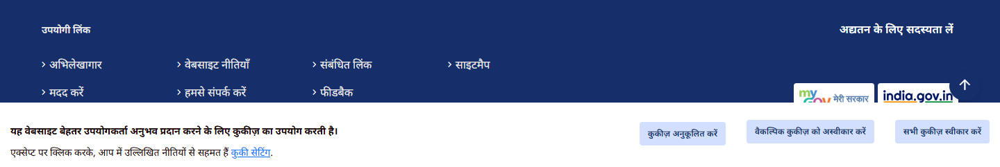 उपयोगी लिंक
अद्यतन के लिए सदस्यता लें
अभिलेखागार
वेबसाइट नीतियाँ
संबंधित लिंक
साइटमैप
मदद करें
हमसे संपर्क करें
फीडबैक
my
GOV मेरी सरकार
india.gov.in
यह वेबसाइट बेहतर उपयोगकर्ता अनुभव प्रदान करने के लिए कुकीज़ का उपयोग करती है।
एक्सेप्ट पर क्लिक करके, आप में उल्लिखित नीतियों से सहमत हैं कुकी सेटिंग.
कुकीज़ अनुकूलित करें
वैकल्पिक कुकीज़ को अस्वीकार करें
सभी कुकीज़ स्वीकार करें